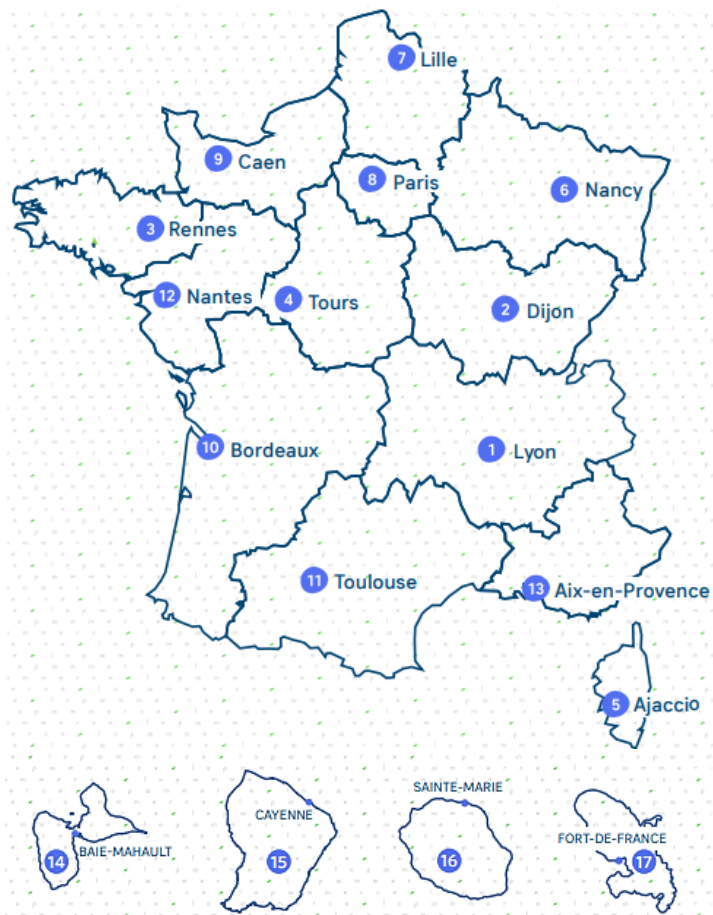 7 Lille
9 Caen
8 Paris
6 Nancy
3 Rennes
12 Nantes
4 Tours
2 Dijon
10 Bordeaux
1 Lyon
11 Toulouse
13 Aix-en-Provence
5 Ajaccio
BAIE-MAHAULT
14
CAYENNE
15
SAINTE-MARIE
16
FORT-DE-FRANCE
17